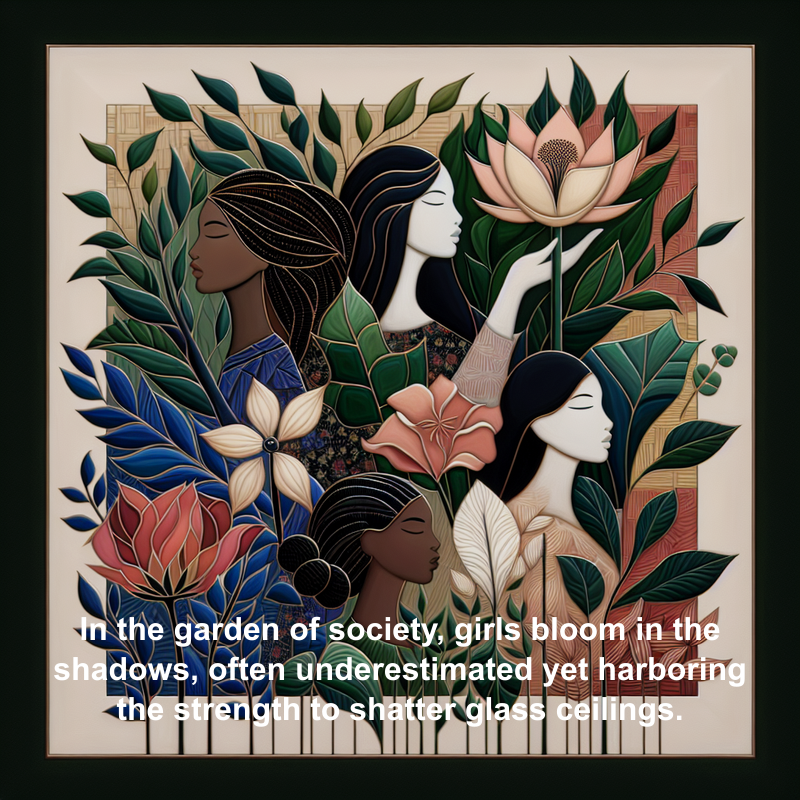 In the garden of society, girls bloom in the
shadows, often underestimated yet harboring
the strength to shatter glass ceilings.